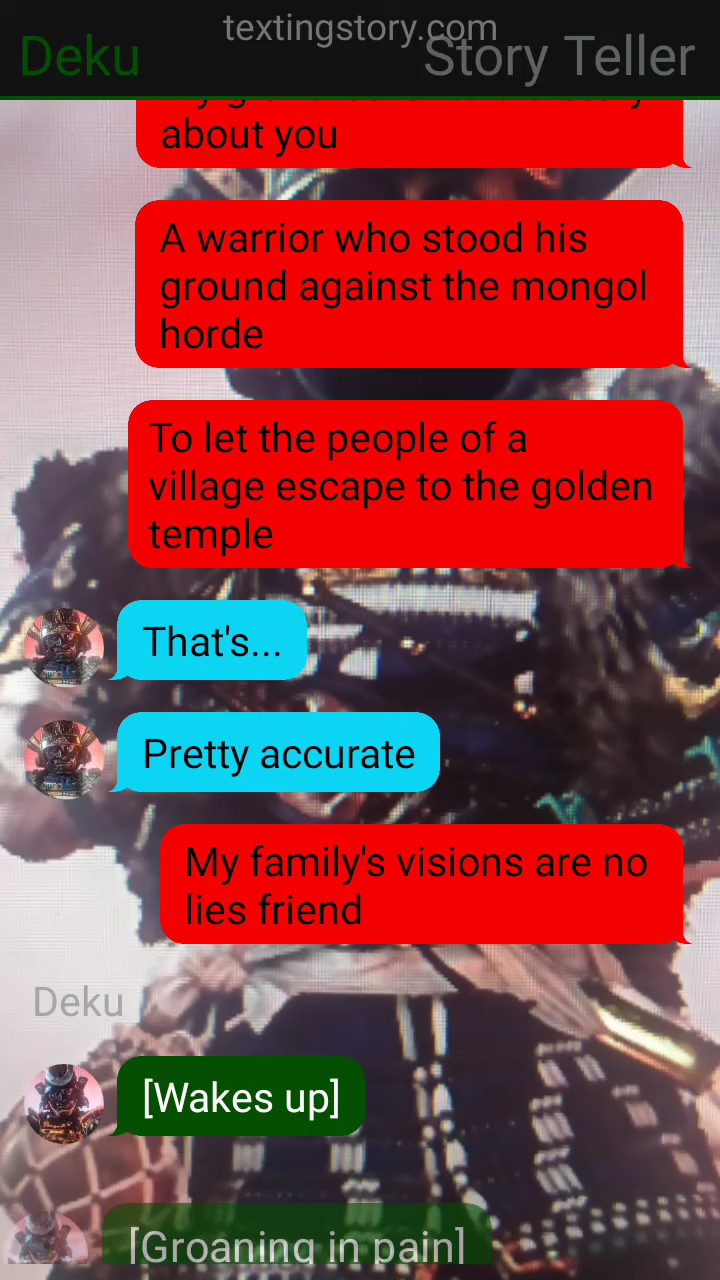 textingstory.com
Deku
Story Teller
about you
A warrior who stood his
ground against the mongol
horde
To let the people of a
village escape to the golden
temple
That's...
Pretty accurate
My family's visions are no
lies friend
Deku
[Wakes up]
[Groaning in pain]